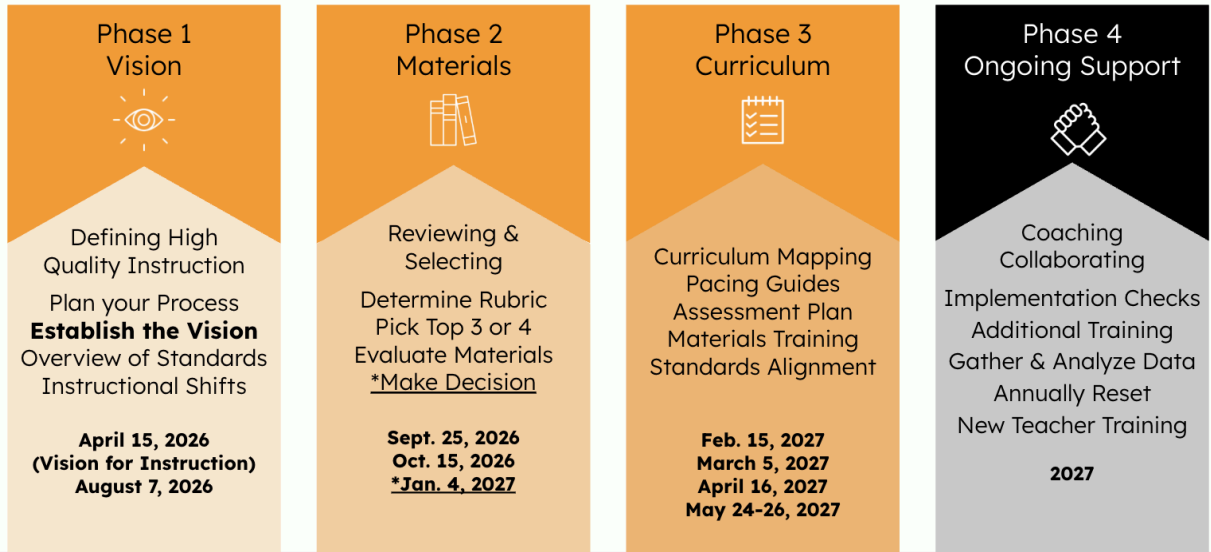 Phase 1
Vision
Defining High
Quality Instruction
Plan your Process
Establish the Vision
Overview of Standards
Instructional Shifts
April 15, 2026
(Vision for Instruction)
August 7, 2026
Phase 2
Materials
Reviewing &
Selecting
Determine Rubric
Pick Top 3 or 4
Evaluate Materials
*Make Decision
Sept. 25, 2026
Oct. 15, 2026
*Jan. 4, 2027
Phase 3
Curriculum
Curriculum Mapping
Pacing Guides
Assessment Plan
Materials Training
Standards Alignment
Feb. 15, 2027
March 5, 2027
April 16, 2027
May 24-26, 2027
Phase 4
Ongoing Support
Coaching
Collaborating
Implementation Checks
Additional Training
Gather & Analyze Data
Annually Reset
New Teacher Training
2027